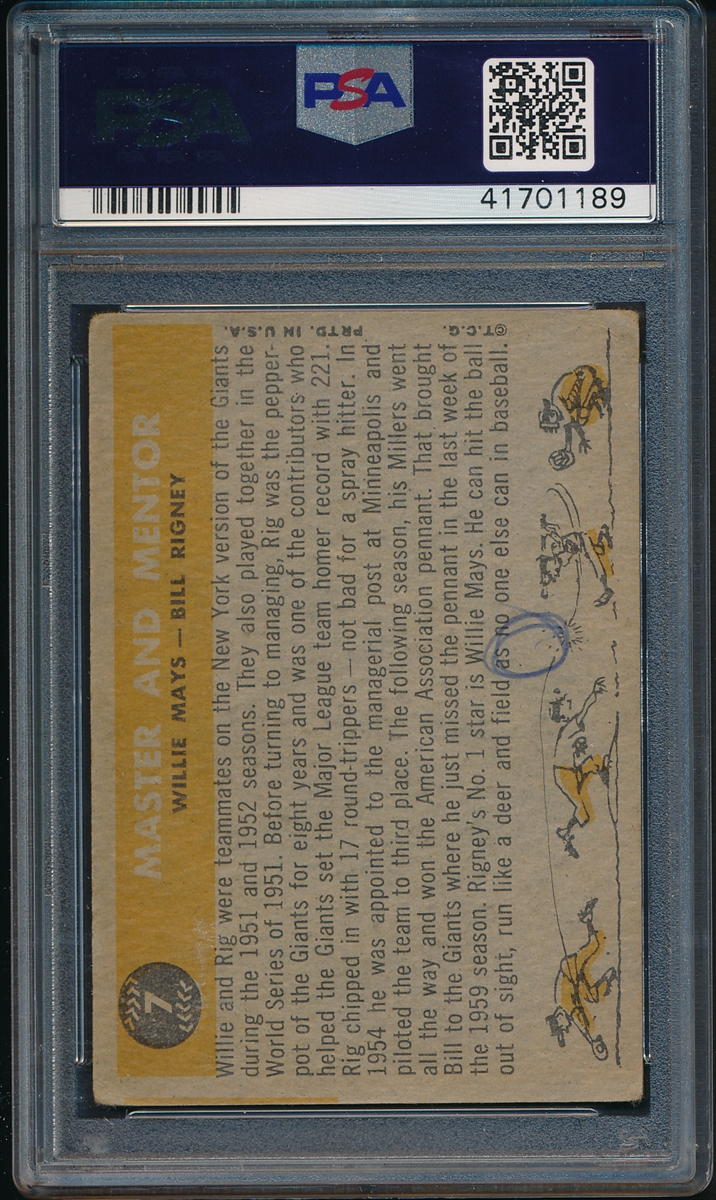 PSA
PSA
41701189
7
MASTER AND MENTOR
WILLIE MAYS — BILL RIGNEY
Willie and Rig were teammates on the New York version of the Giants
during the 1951 and 1952 seasons. They also played together in the
World Series of 1951. Before turning to managing, Rig was the pepper-
pot of the Giants for eight years and was one of the contributors who
helped the Giants set the Major League team homer record with 221.
Rig chipped in with 17 round-trippers — not bad for a spray hitter. In
1954 he was appointed to the managerial post at Minneapolis and
piloted the team to third place. The following season, his Millers went
all the way and won the American Association pennant. That brought
Bill to the Giants where he just missed the pennant in the last week of
the 1959 season. Rigney's No. 1 star is Willie Mays. He can hit the ball
out of sight, run like a deer and field as no one else can in baseball.
©T.C.G. PRTD. IN U.S.A.